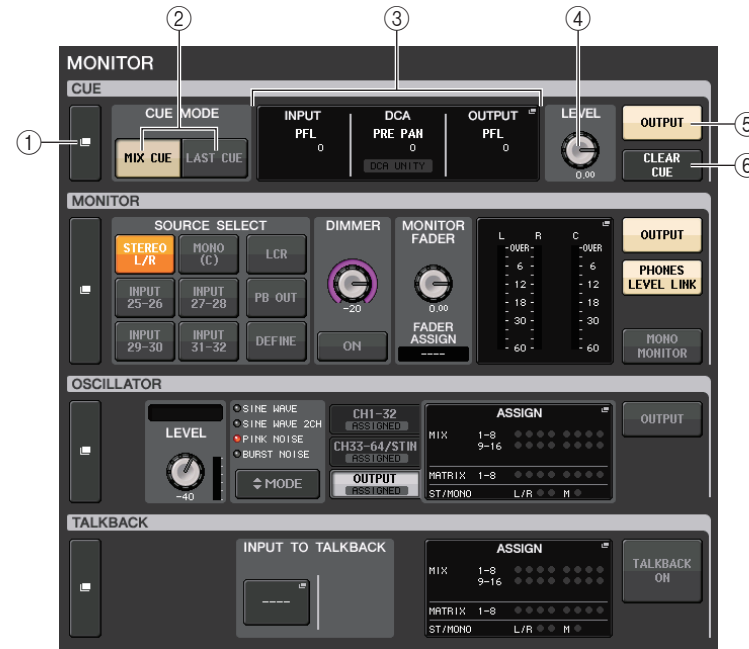 ② ③ ④
MONITOR
CUE
①
CUE MODE
MIX CUE LAST CUE
INPUT DCA OUTPUT
PFL PRE PAN PFL
0 0
DCA UNITY
LEVEL
0.00
OUTPUT
⑤
CLEAR CUE
⑥
MONITOR
SOURCE SELECT
STEREO L/R
MONO (C)
LCR
INPUT 25-26
INPUT 27-28
PB OUT
INPUT 29-30
INPUT 31-32
DEFINE
DIMMER
-20
ON
MONITOR FADER
0.00
FADER ASSIGN
----
L R C
-OVER- -OVER
- 6 - - 6
- 12 - - 12
- 18 - - 18
- 30 - - 30
- 60 - - 60
OUTPUT
PHONES LEVEL LINK
MONO MONITOR
OSCILLATOR
LEVEL
-40
SINE WAVE
SINE WAVE 2CH
PINK NOISE
BURST NOISE
MODE
CH1-32
ASSIGNED
CH33-64/STIN
ASSIGNED
OUTPUT
ASSIGNED
ASSIGN
MIX 1-8
9-16
MATRIX 1-8
ST/MONO L/R M
OUTPUT
TALKBACK
INPUT TO TALKBACK
----
ASSIGN
MIX 1-8
9-16
MATRIX 1-8
ST/MONO L/R M
TALKBACK ON